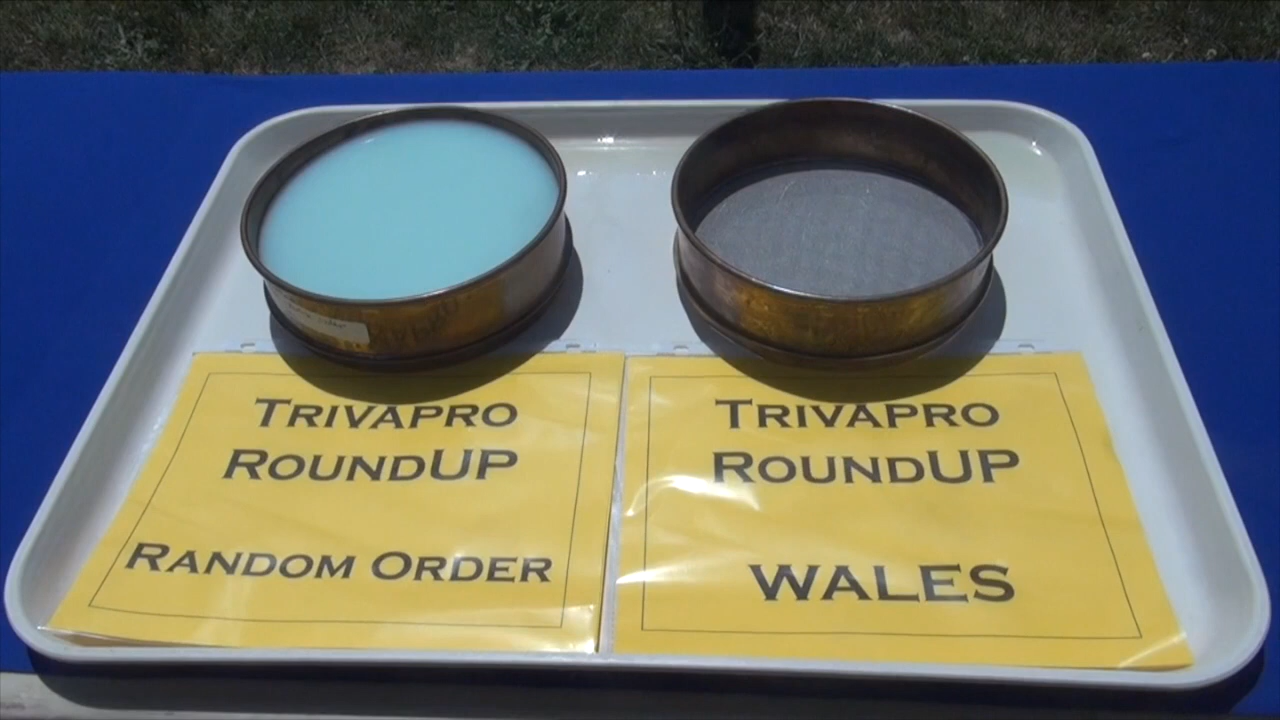 TRIVAPRO
ROUNDUP
RANDOM ORDER
TRIVAPRO
ROUNDUP
WALES